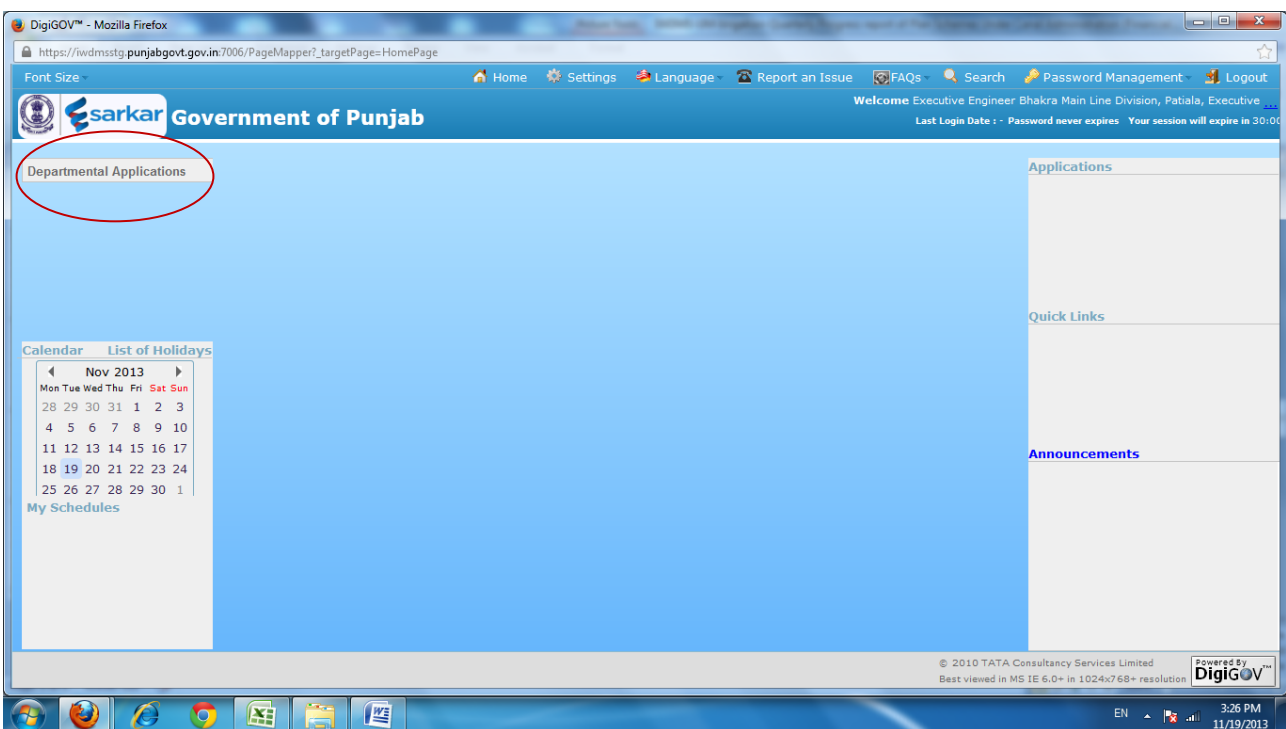 DigiGOV™ - Mozilla Firefox
https://iwdmsstg.punjabgovt.gov.in:7006/PageMapper?_targetPage=HomePage
Font Size
Home Settings Language Report an Issue FAQs Search Password Management Logout
sarkar Government of Punjab
Welcome Executive Engineer Bhakra Main Line Division, Patiala, Executive ...
Last Login Date : - Password never expires Your session will expire in 30:00
Departmental Applications
Applications
Quick Links
Calendar List of Holidays
Nov 2013
Mon Tue Wed Thu Fri Sat Sun
28 29 30 31 1 2 3
4 5 6 7 8 9 10
11 12 13 14 15 16 17
18 19 20 21 22 23 24
25 26 27 28 29 30 1
My Schedules
Announcements
© 2010 TATA Consultancy Services Limited
Best viewed in MS IE 6.0+ in 1024x768+ resolution
Powered By
DigiGOV™
EN
3:26 PM
11/19/2013